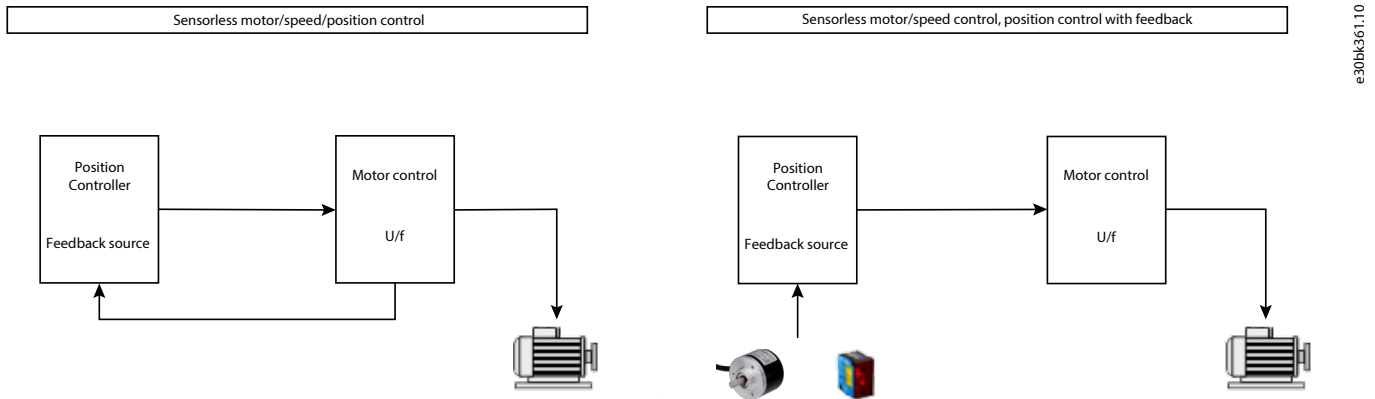 Sensorless motor/speed/position control
Position
Controller
Feedback source
Motor control
U/f
Sensorless motor/speed control, position control with feedback
Position
Controller
Feedback source
Motor control
U/f
e30bk361.10